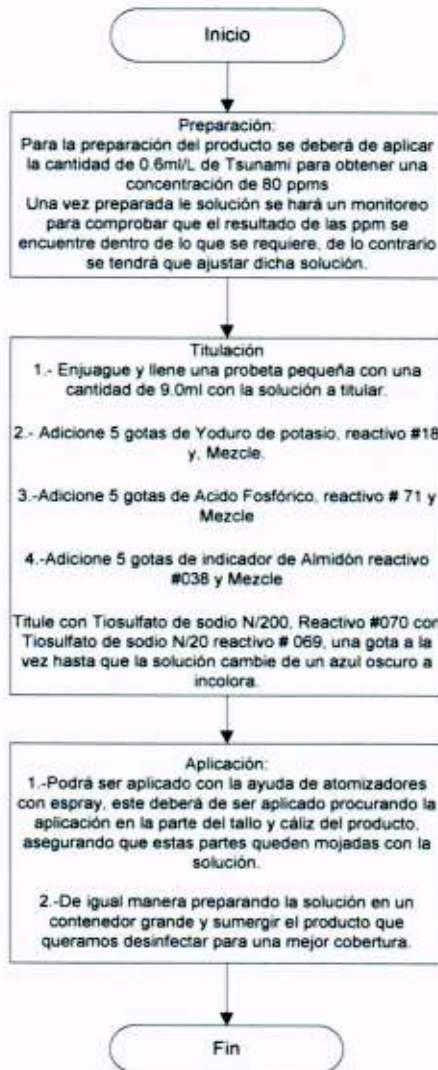 Inicio
Preparación:
Para la preparación del producto se deberá de aplicar
la cantidad de 0.6ml/L de Tsunami para obtener una
concentración de 80 ppms
Una vez preparada le solución se hará un monitoreo
para comprobar que el resultado de las ppm se
encuentre dentro de lo que se requiere, de lo contrario
se tendrá que ajustar dicha solución.
Titulación
1.- Enjuague y llene una probeta pequeña con una
cantidad de 9.0ml con la solución a titular.
2.- Adicione 5 gotas de Yoduro de potasio, reactivo #18
y, Mezcle.
3.-Adicione 5 gotas de Acido Fosfórico, reactivo # 71 y
Mezcle
4.-Adicione 5 gotas de indicador de Almidón reactivo
#038 y Mezcle
Titule con Tiosulfato de sodio N/200, Reactivo #070 con
Tiosulfato de sodio N/20 reactivo # 069, una gota a la
vez hasta que la solución cambie de un azul oscuro a
incolora.
Aplicación:
1.-Podrá ser aplicado con la ayuda de atomizadores
con espray, este deberá de ser aplicado procurando la
aplicación en la parte del tallo y cáliz del producto,
asegurando que estas partes queden mojadas con la
solución.
2.-De igual manera preparando la solución en un
contenedor grande y sumergir el producto que
queramos desinfectar para una mejor cobertura.
Fin